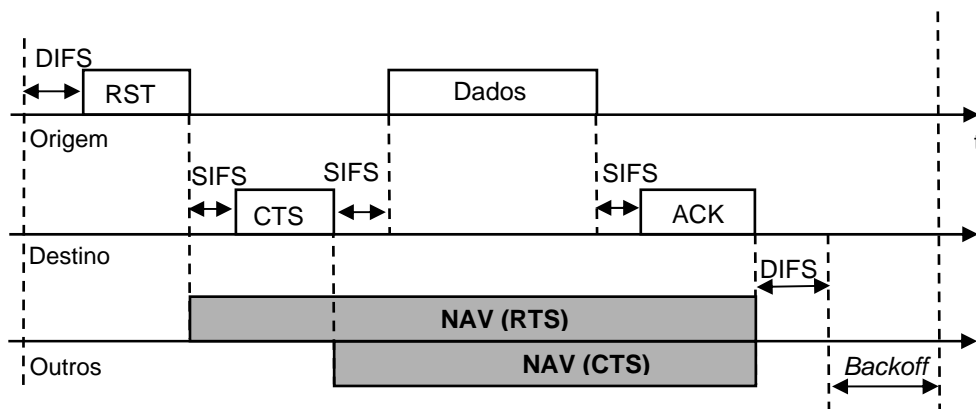 DIFS
RST
Dados
Origem
t
SIFS
CTS
SIFS
SIFS
ACK
Destino
DIFS
NAV (RTS)
Outros
NAV (CTS)
Backoff